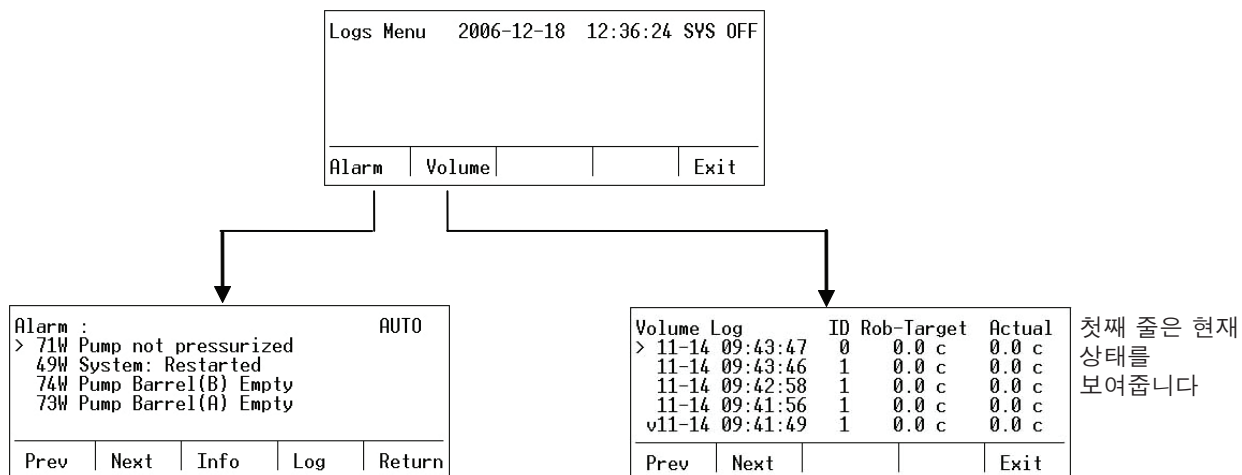 Logs Menu 2006-12-18 12:36:24 SYS OFF
Alarm Volume Exit
Alarm : AUTO
> 71W Pump not pressurized
49W System: Restarted
74W Pump Barrel(B) Empty
73W Pump Barrel(A) Empty
Prev Next Info Log Return
Volume Log ID Rob-Target Actual
> 11-14 09:43:47 0 0.0 c 0.0 c
11-14 09:43:46 1 0.0 c 0.0 c
11-14 09:42:58 1 0.0 c 0.0 c
11-14 09:41:56 1 0.0 c 0.0 c
v11-14 09:41:49 1 0.0 c 0.0 c
Prev Next Exit
첫째 줄은 현재
상태를
보여줍니다